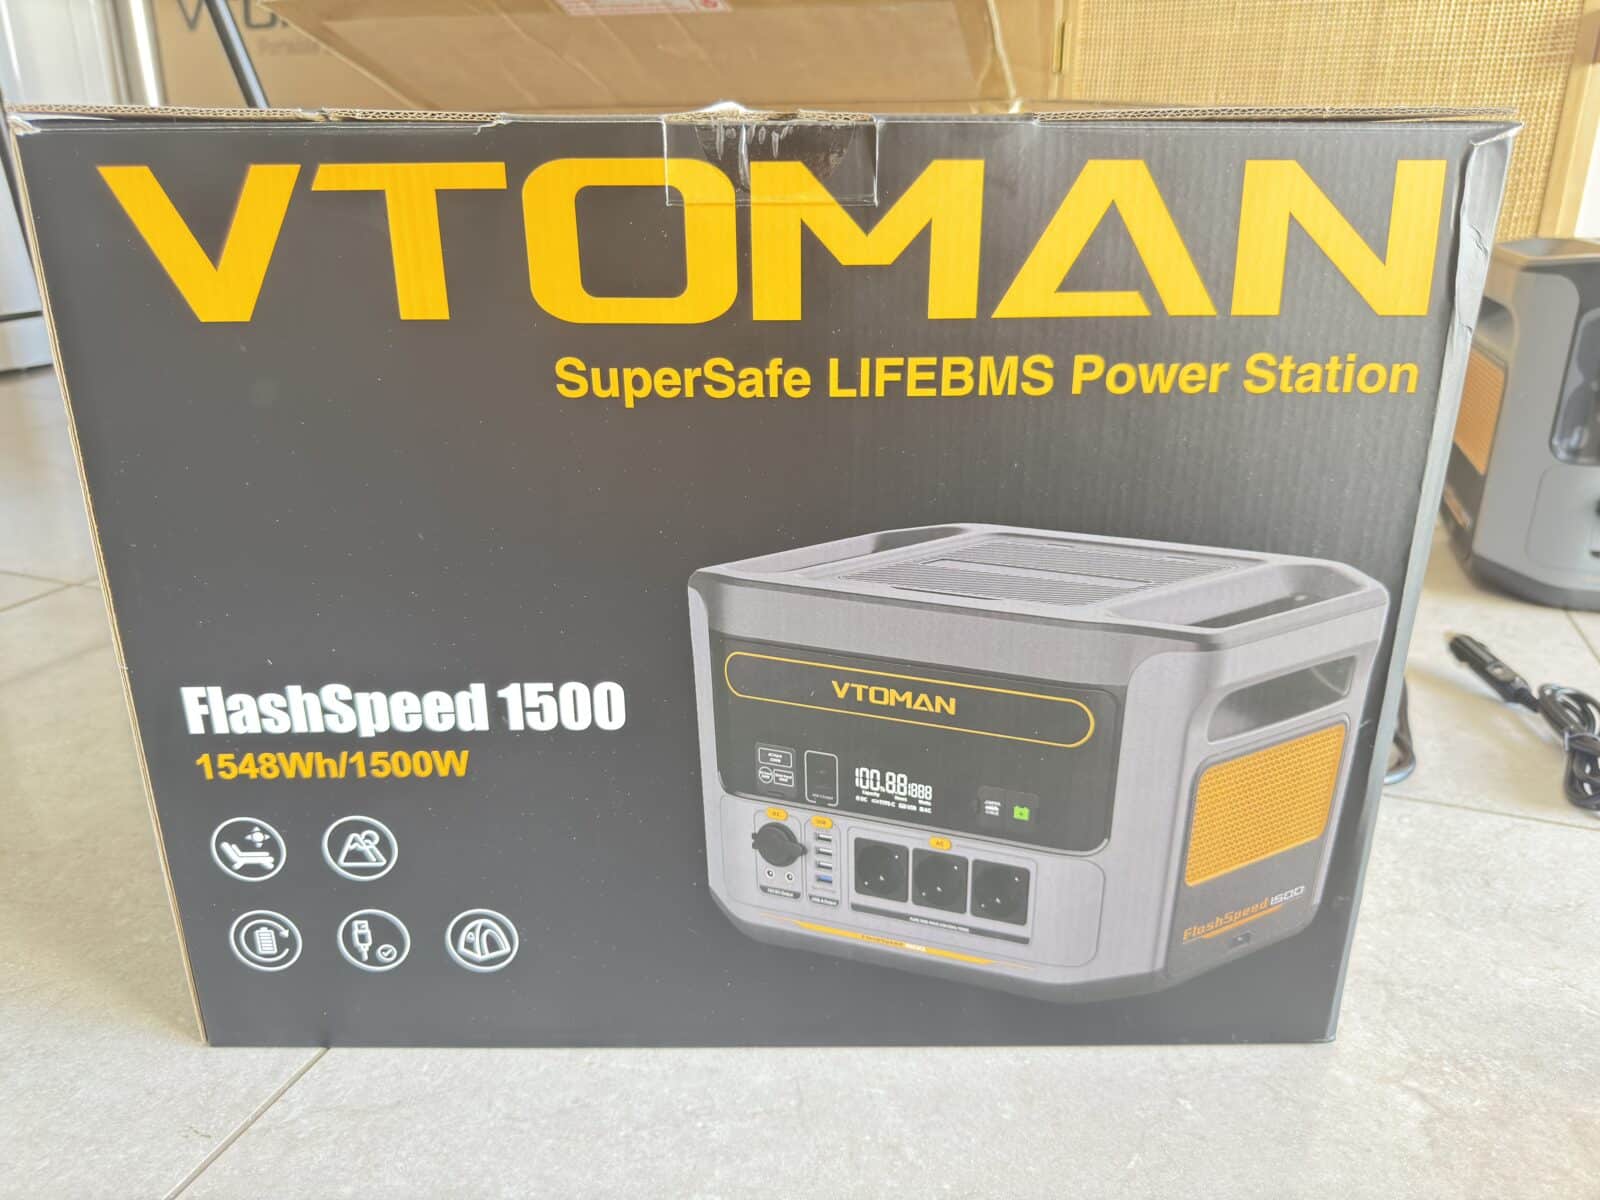 VTOMAN
SuperSafe LIFEBMS Power Station
FlashSpeed 1500
1548Wh/1500W
VTOMAN
FlashSpeed 1500